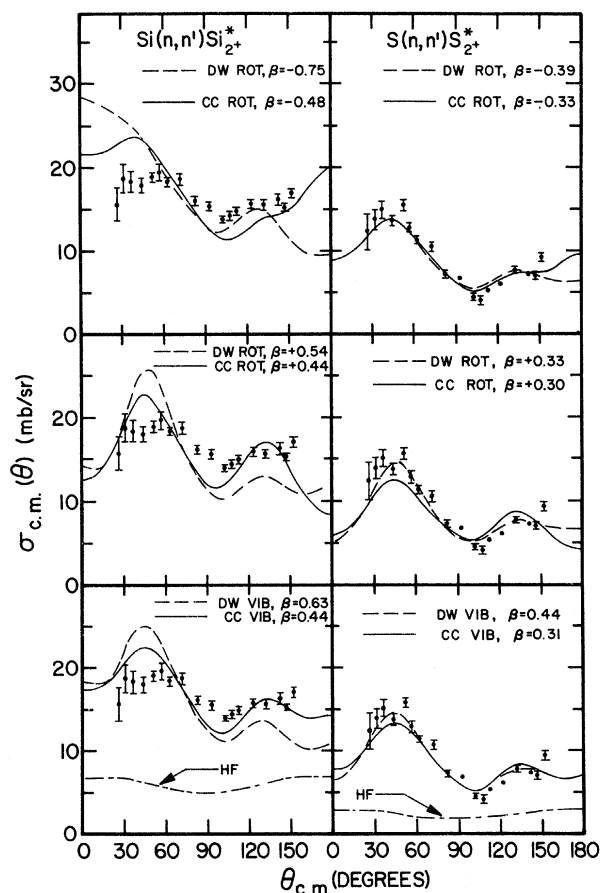 Si(n,n')Si*2+
DW ROT, β=-0.75
CC ROT, β=-0.48
S(n,n')S*2+
DW ROT, β=-0.39
CC ROT, β=-0.33
30
20
10
0
DW ROT, β=+0.54
CC ROT, β=+0.44
DW ROT, β=+0.33
CC ROT, β=+0.30
20
10
0
DW VIB, β=0.63
CC VIB, β=0.44
DW VIB, β=0.44
CC VIB, β=0.31
20
10
0
HF
HF
σc.m.(θ) (mb/sr)
0 30 60 90 120 150 0 30 60 90 120 150 180
θc.m (DEGREES)